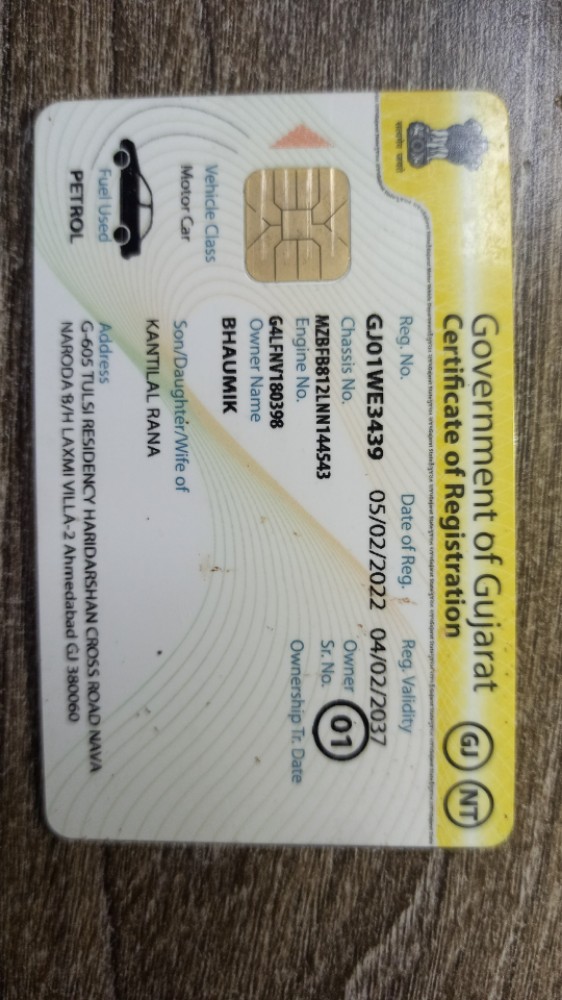 Government of Gujarat
Certificate of Registration
GJ NT
Reg. No. Date of Reg. Reg. Validity
GJ01WE3439 05/02/2022 04/02/2037
Chassis No.
MZBFB812LNN144543
Engine No.
G4LFNV180398
Owner Name
BHAUMIK
Owner
Sr. No.
01
Ownership Tr. Date
Vehicle Class
Motor Car
Son/Daughter/Wife of
KANTILAL RANA
Fuel Used
PETROL
Address
G-605 TULSI RESIDENCY HARIDARSHAN CROSS ROAD NAVA
NARODA B/H LAXMI VILLA-2 Ahmedabad GJ 380060